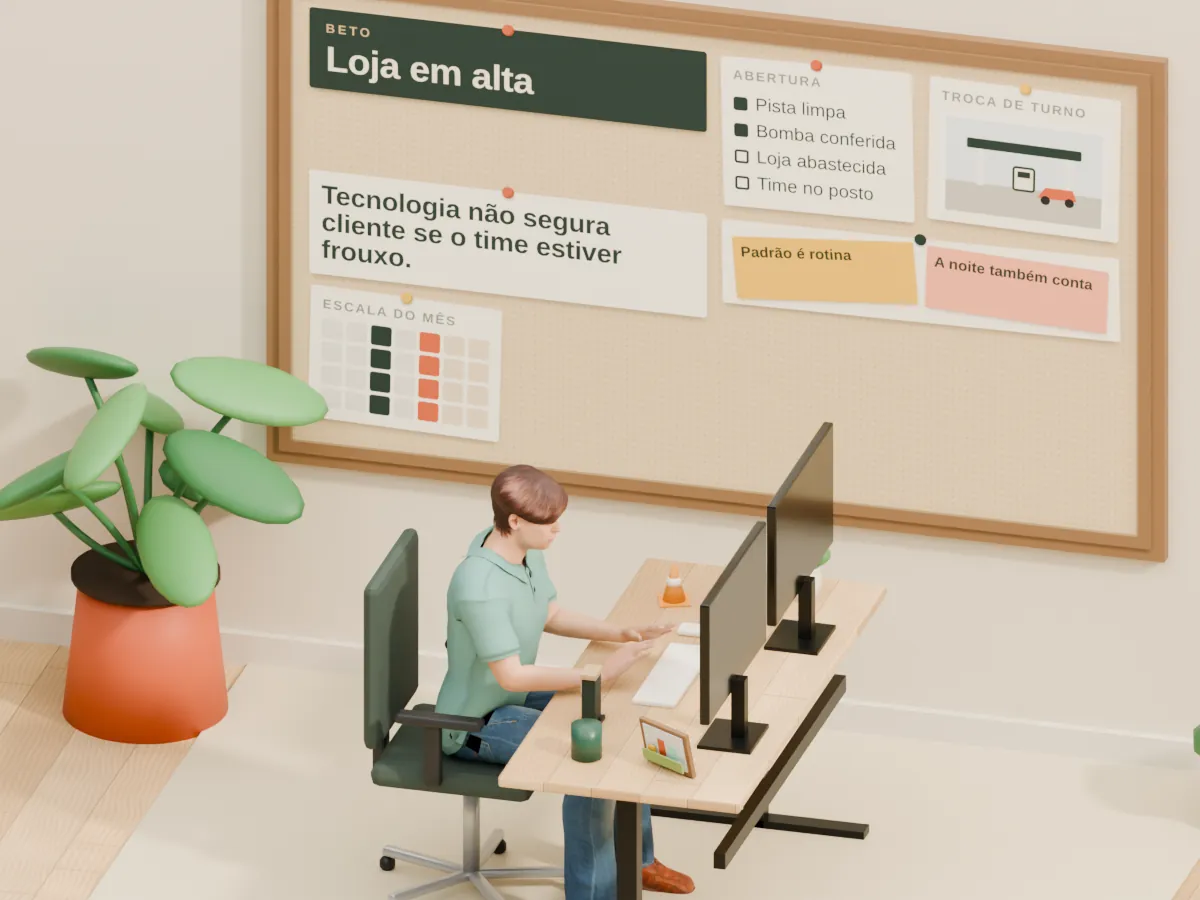 BETO
Loja em alta
Tecnologia não segura
cliente se o time estiver
frouxo.
ESCALA DO MÊS
ABERTURA
Pista limpa
Bomba conferida
Loja abastecida
Time no posto
TROCA DE TURNO
Padrão é rotina
A noite também conta